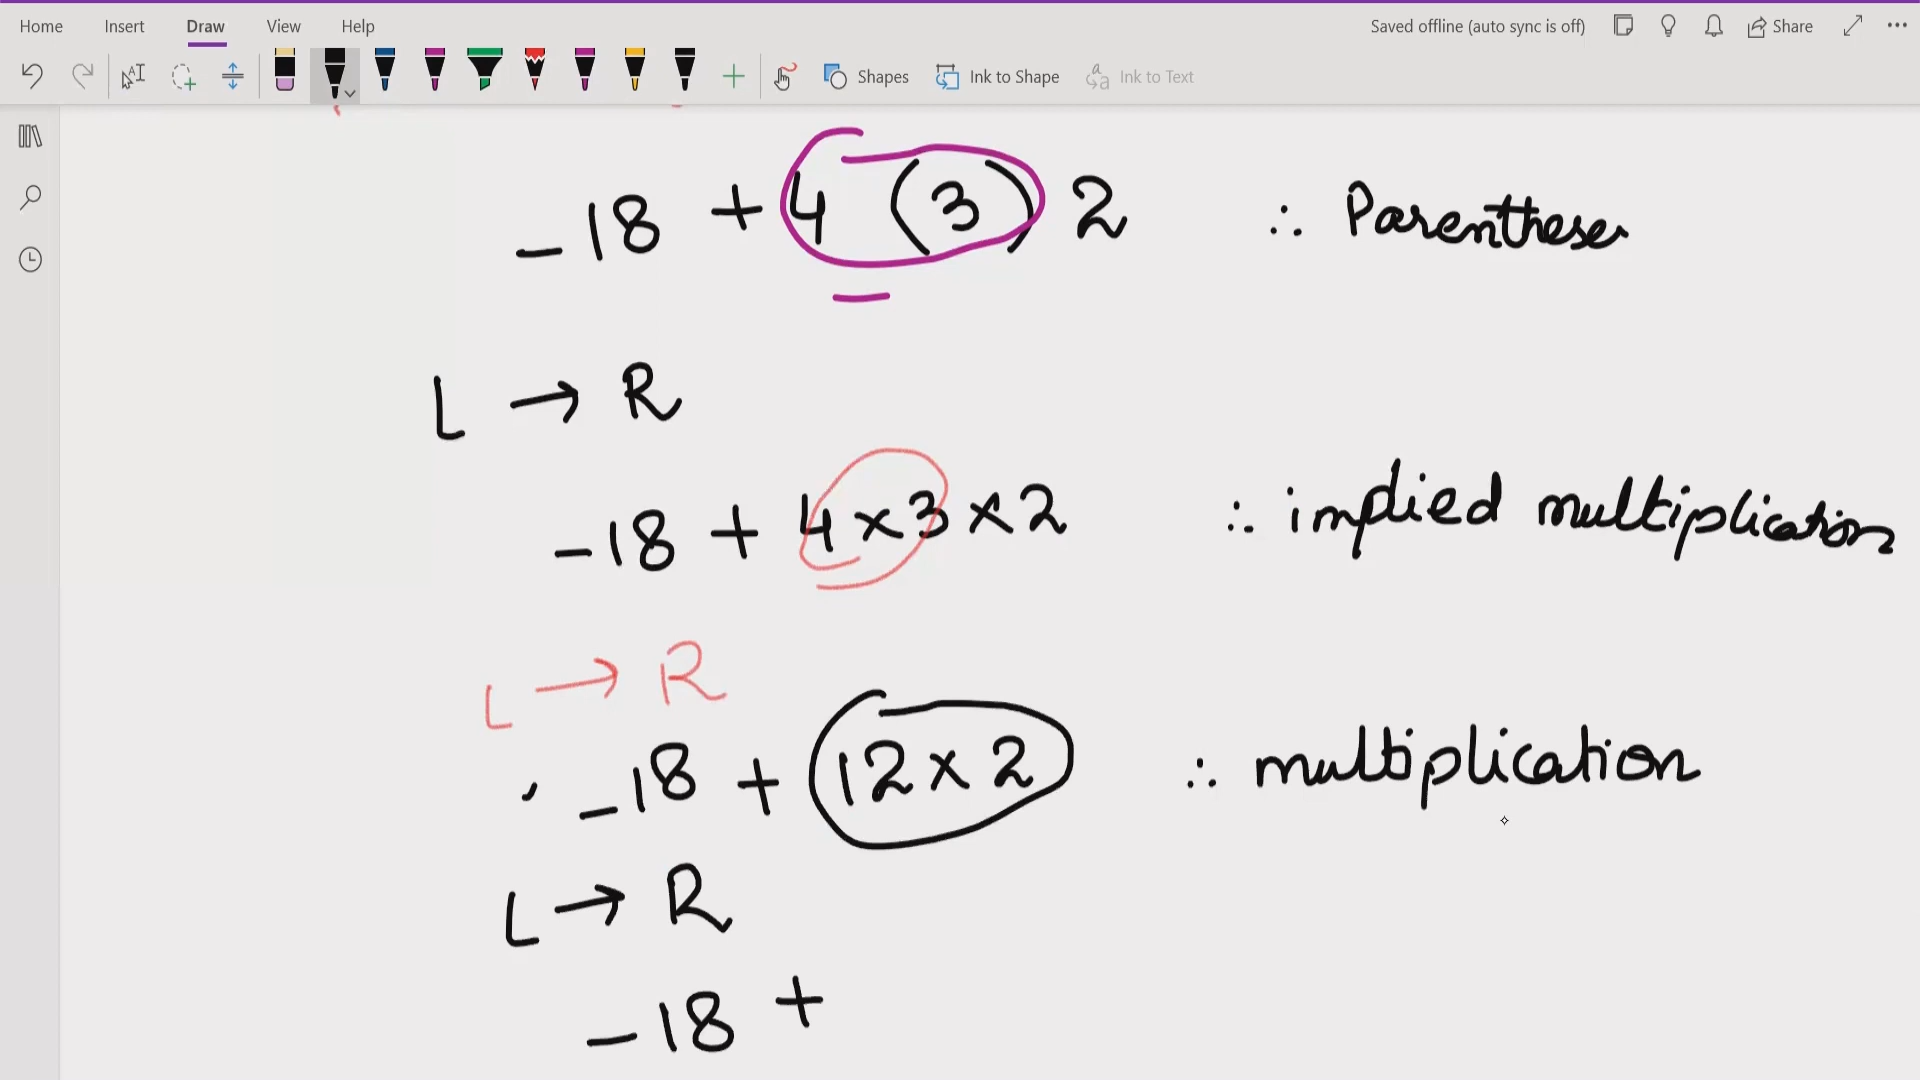 Home Insert Draw View Help Saved offline (auto sync is off) Share
Shapes Ink to Shape Ink to Text
-18 + 4 (3) 2 ∴ Parentheses
L → R
-18 + 4 x 3 x 2 ∴ implied multiplication
L → R
-18 + 12 x 2 ∴ multiplication
L → R
-18 +